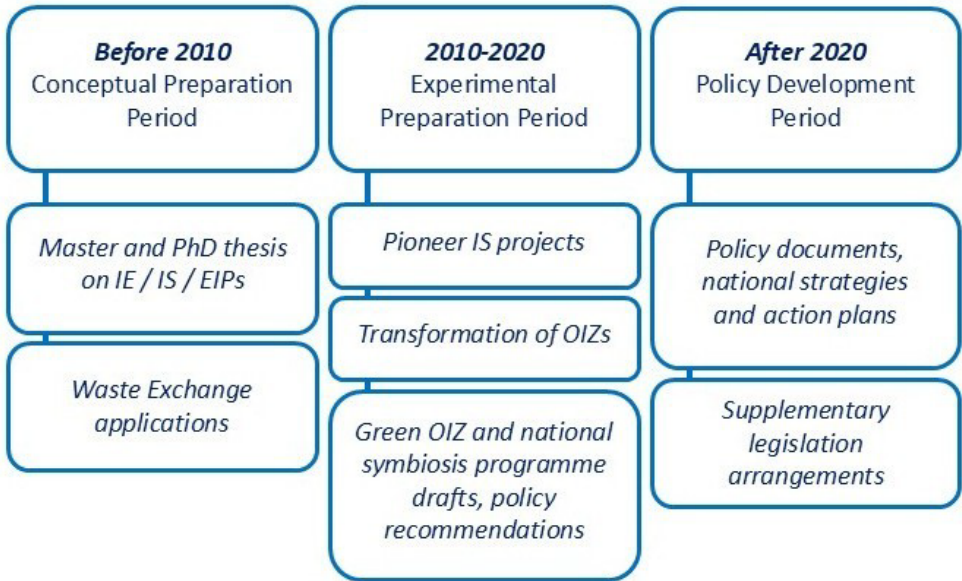 Before 2010
Conceptual Preparation
Period
Master and PhD thesis
on IE / IS / EIPs
Waste Exchange
applications
2010-2020
Experimental
Preparation Period
Pioneer IS projects
Transformation of OIZs
Green OIZ and national
symbiosis programme
drafts, policy
recommendations
After 2020
Policy Development
Period
Policy documents,
national strategies
and action plans
Supplementary
legislation
arrangements